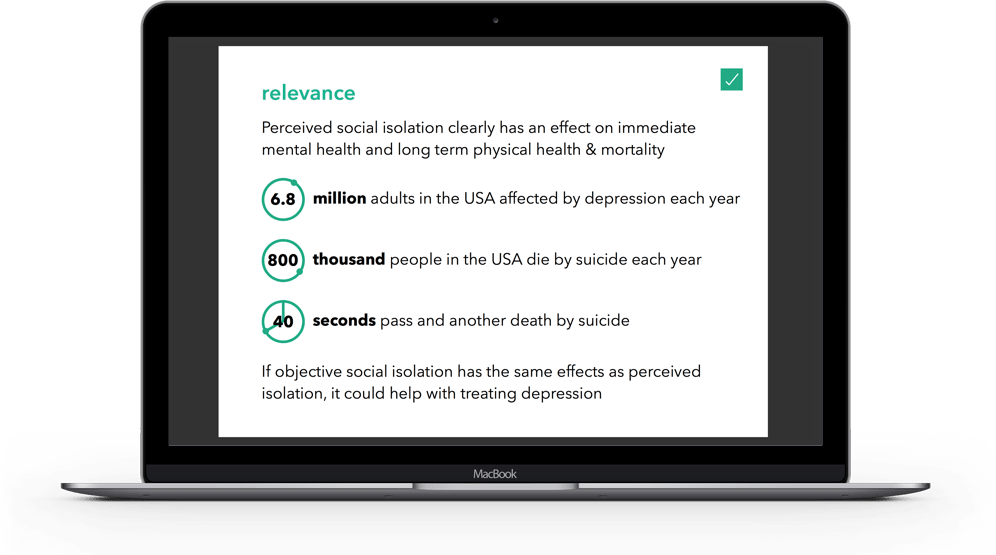 relevance
Perceived social isolation clearly has an effect on immediate
mental health and long term physical health & mortality
6.8 million adults in the USA affected by depression each year
800 thousand people in the USA die by suicide each year
40 seconds pass and another death by suicide
If objective social isolation has the same effects as perceived
isolation, it could help with treating depression
MacBook